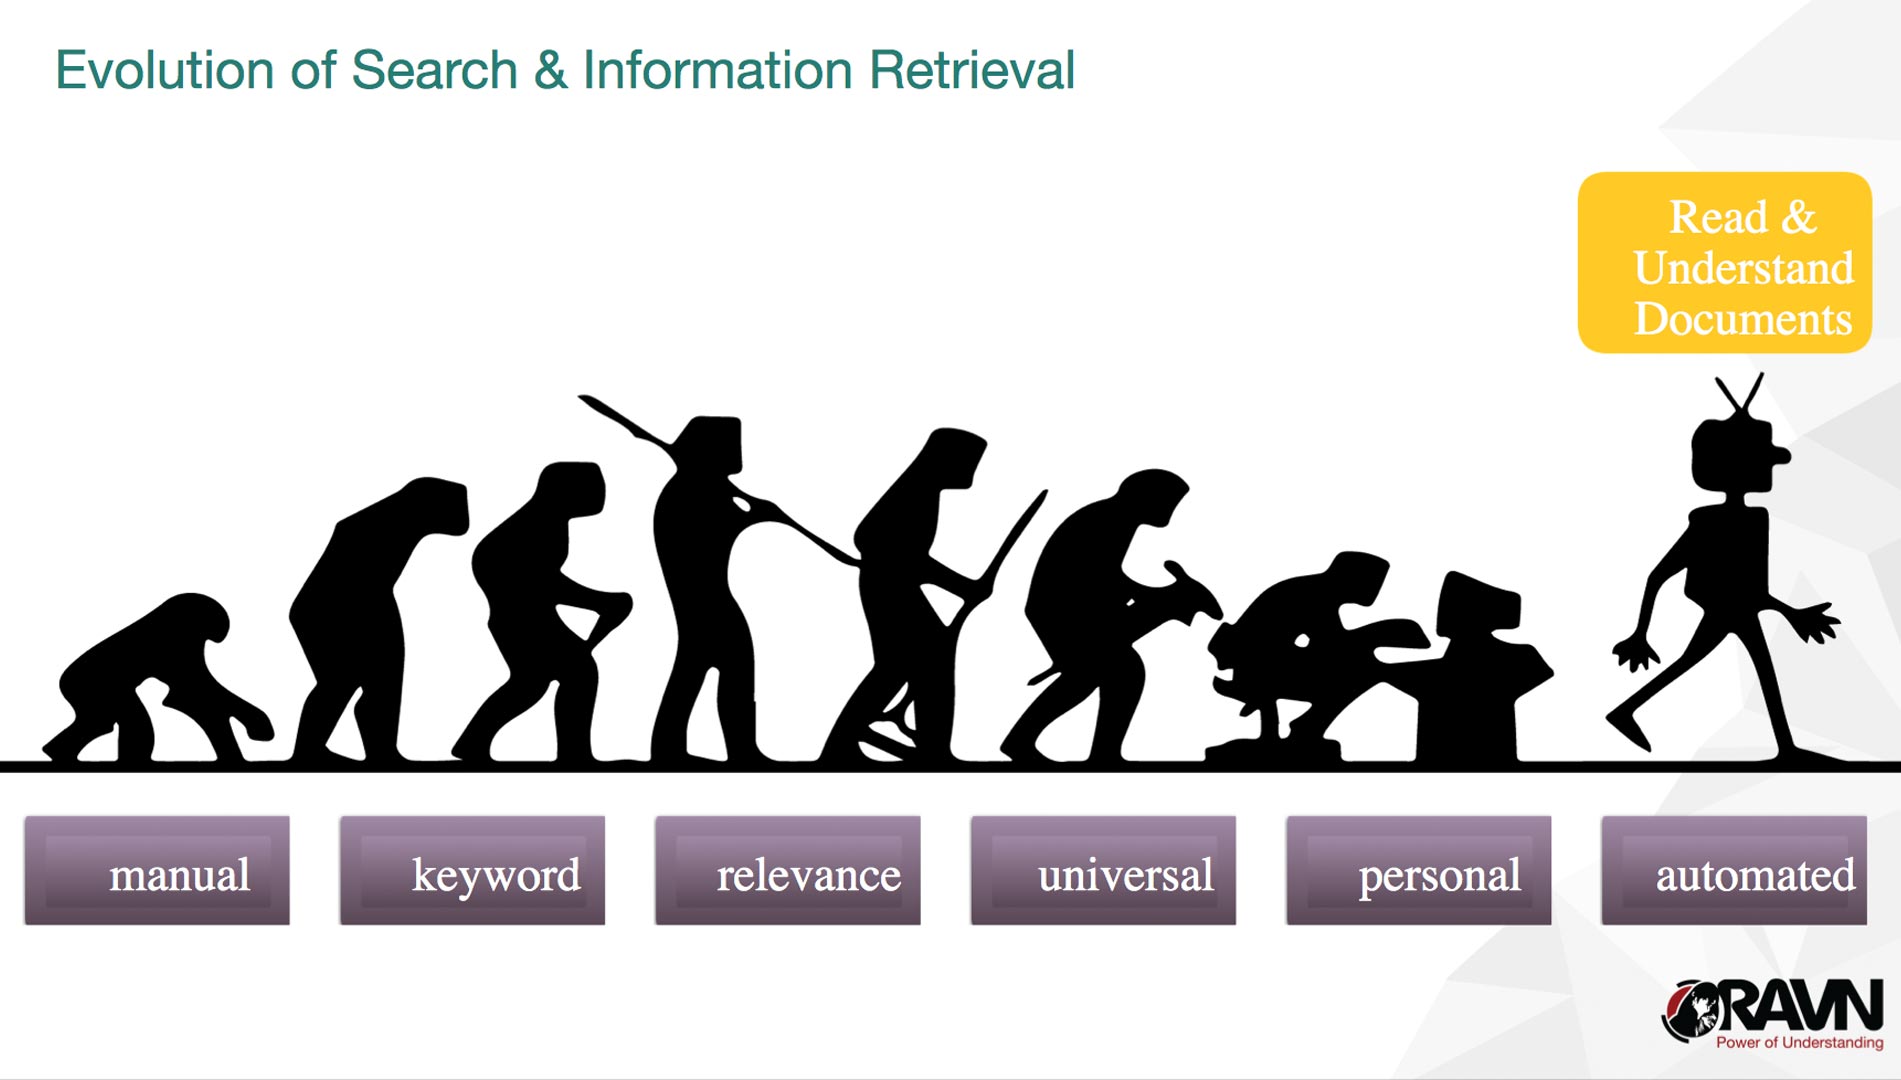 Evolution of Search & Information Retrieval
Read &
Understand
Documents
manual
keyword
relevance
universal
personal
automated
RAVN
Power of Understanding